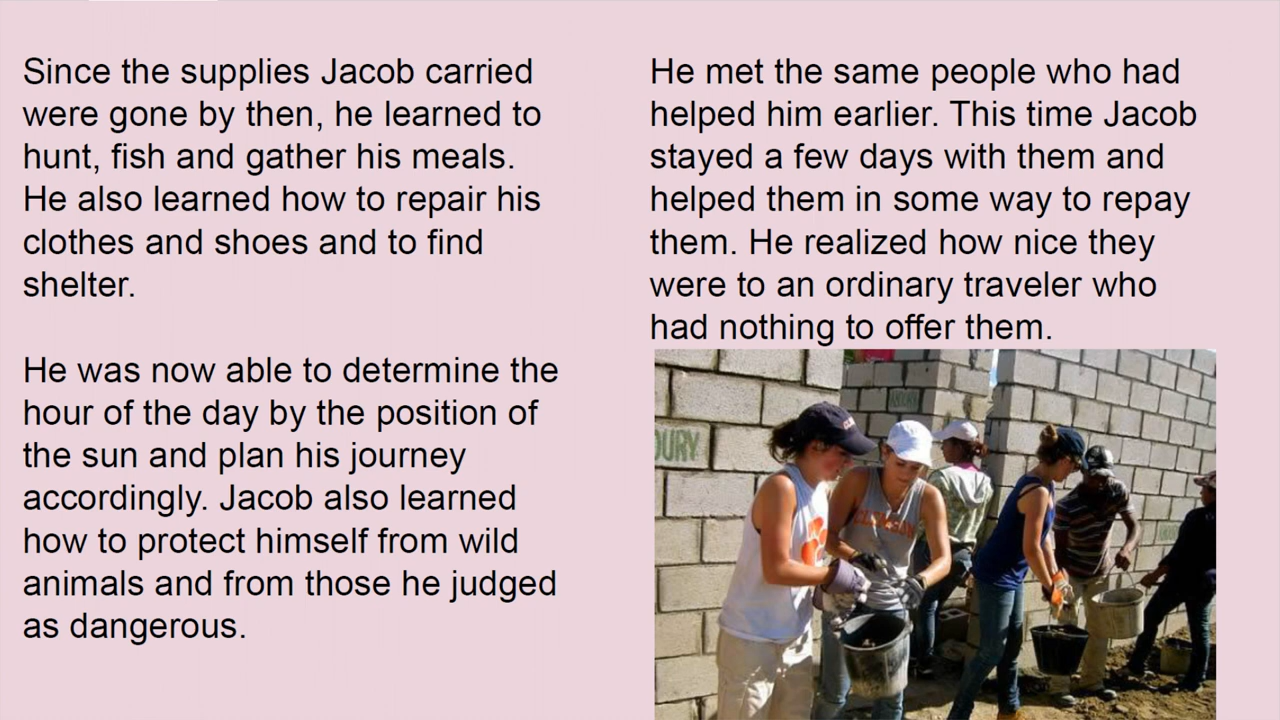 Since the supplies Jacob carried
were gone by then, he learned to
hunt, fish and gather his meals.
He also learned how to repair his
clothes and shoes and to find
shelter.
He was now able to determine the
hour of the day by the position of
the sun and plan his journey
accordingly. Jacob also learned
how to protect himself from wild
animals and from those he judged
as dangerous.
He met the same people who had
helped him earlier. This time Jacob
stayed a few days with them and
helped them in some way to repay
them. He realized how nice they
were to an ordinary traveler who
had nothing to offer them.
OURY
CLEMSON